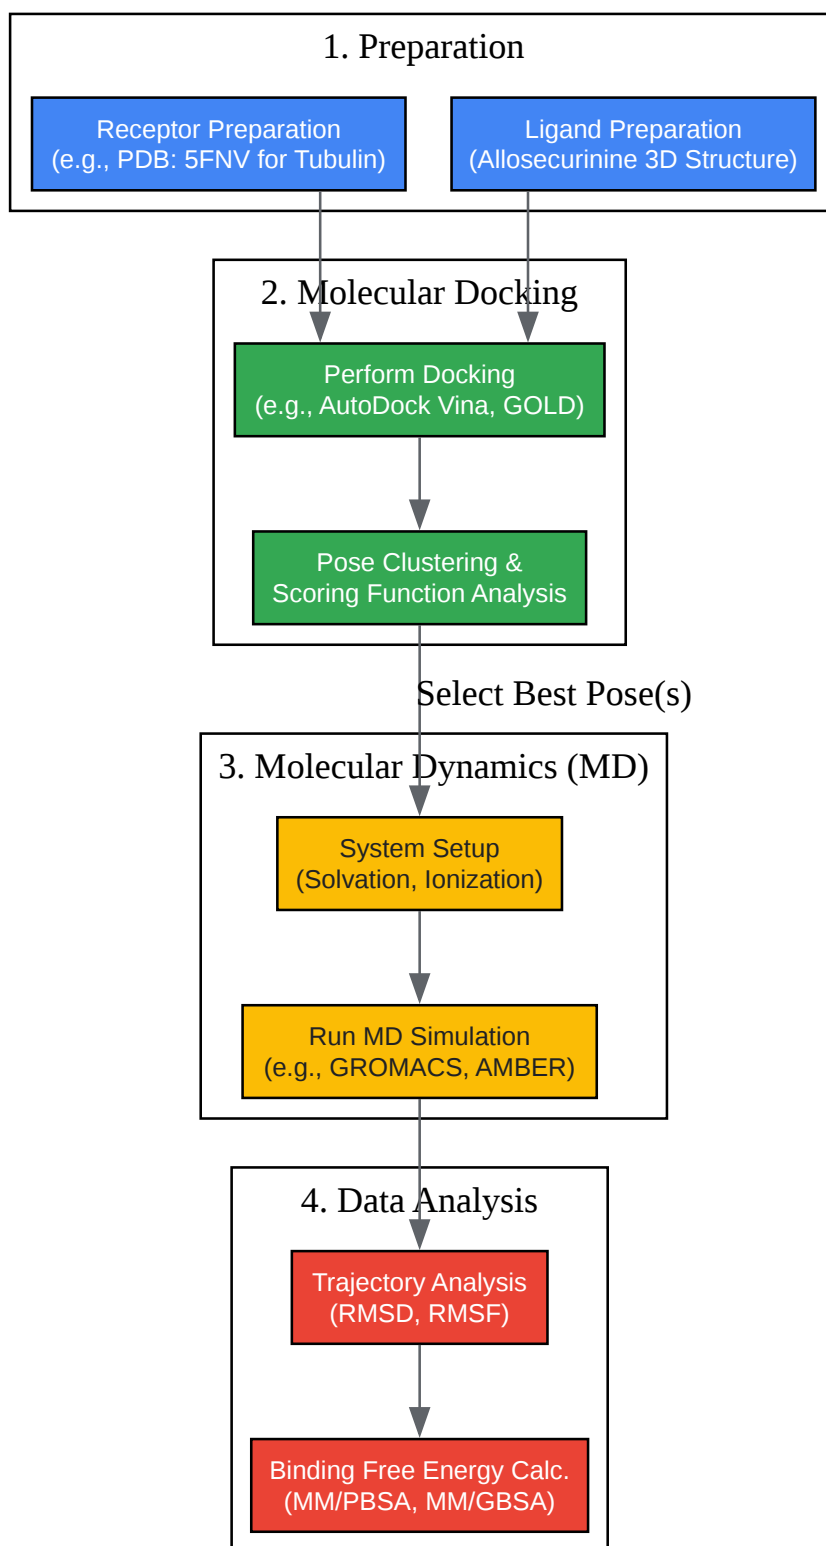 1. Preparation
Receptor Preparation
(e.g., PDB: 5FNV for Tubulin)
Ligand Preparation
(Allosecurinine 3D Structure)
2. Molecular Docking
Perform Docking
(e.g., AutoDock Vina, GOLD)
Pose Clustering &
Scoring Function Analysis
Select Best Pose(s)
3. Molecular Dynamics (MD)
System Setup
(Solvation, Ionization)
Run MD Simulation
(e.g., GROMACS, AMBER)
4. Data Analysis
Trajectory Analysis
(RMSD, RMSF)
Binding Free Energy Calc.
(MM/PBSA, MM/GBSA)